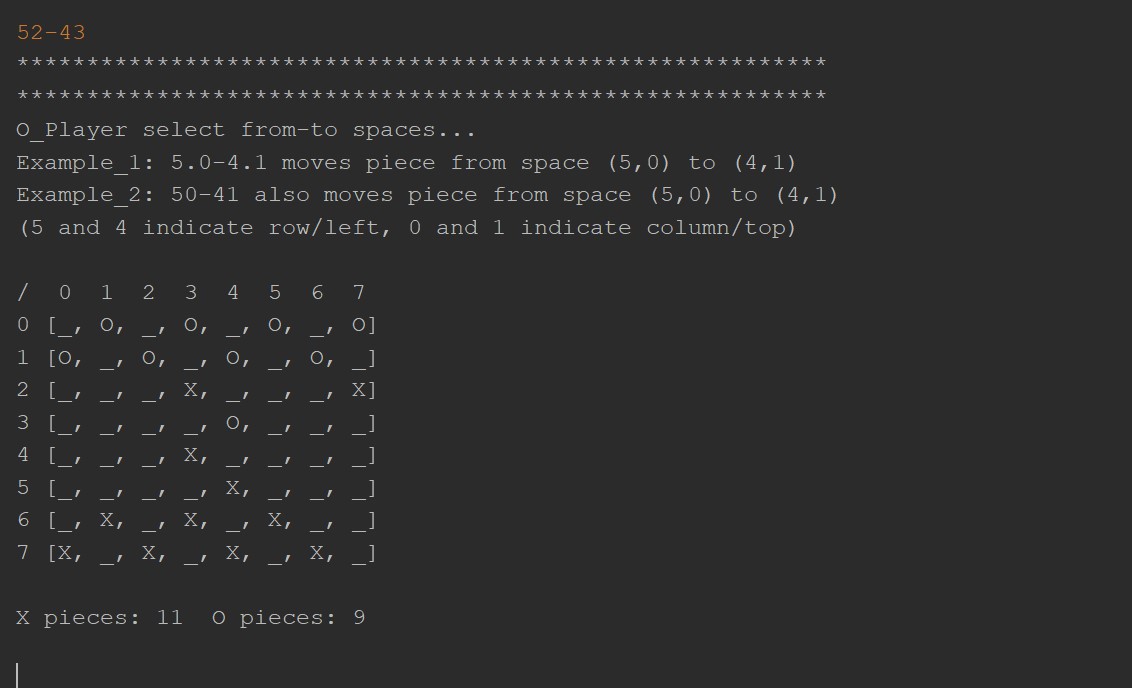 52-43
**********************************************************
**********************************************************
O_Player select from-to spaces...
Example_1: 5.0-4.1 moves piece from space (5,0) to (4,1)
Example_2: 50-41 also moves piece from space (5,0) to (4,1)
(5 and 4 indicate row/left, 0 and 1 indicate column/top)
/  0  1  2  3  4  5  6  7
0 [_, O, _, O, _, O, _, O]
1 [O, _, O, _, O, _, O, _]
2 [_, _, _, X, _, _, _, X]
3 [_, _, _, _, O, _, _, _]
4 [_, _, _, X, _, _, _, _]
5 [_, _, _, _, X, _, _, _]
6 [_, X, _, X, _, X, _, _]
7 [X, _, X, _, X, _, X, _]
X pieces: 11  O pieces: 9